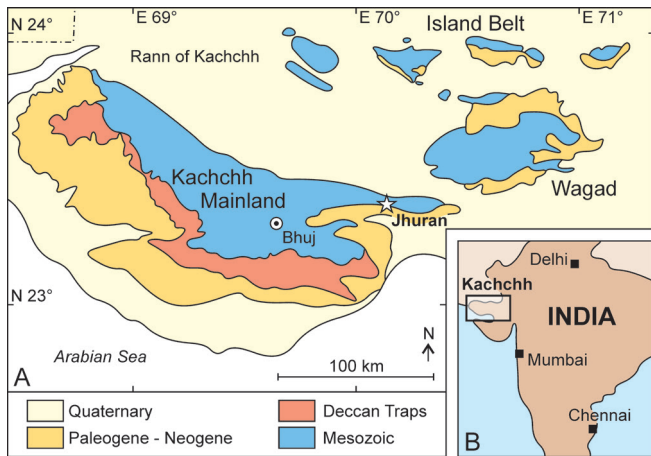 N 24°
E 69°
E 70°
E 71°
Island Belt
Rann of Kachchh
Kachchh
Mainland
Wagad
Jhuran
Bhuj
N 23°
Arabian Sea
100 km
N
A
Quaternary
Deccan Traps
Paleogene - Neogene
Mesozoic
Delhi
Kachchh
INDIA
Mumbai
Chennai
B